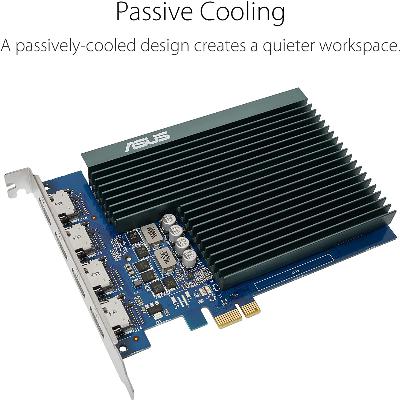 Passive Cooling
A passively-cooled design creates a quieter workspace.
ASUS